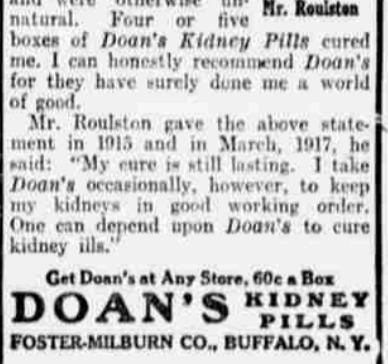 and were otherwise un-
natural. Four or five
Mr. Roulston
boxes of Doan's Kidney Pills cured
me. I can honestly recommend Doan's
for they have surely done me a world
of good.
Mr. Roulston gave the above state-
ment in 1915 and in March, 1917, he
said: "My cure is still lasting. I take
Doan's occasionally, however, to keep
my kidneys in good working order.
One can depend upon Doan's to cure
kidney ills."
Get Doan's at Any Store, 60c a Box
DOAN'S KIDNEY
PILLS
FOSTER-MILBURN CO., BUFFALO, N. Y.